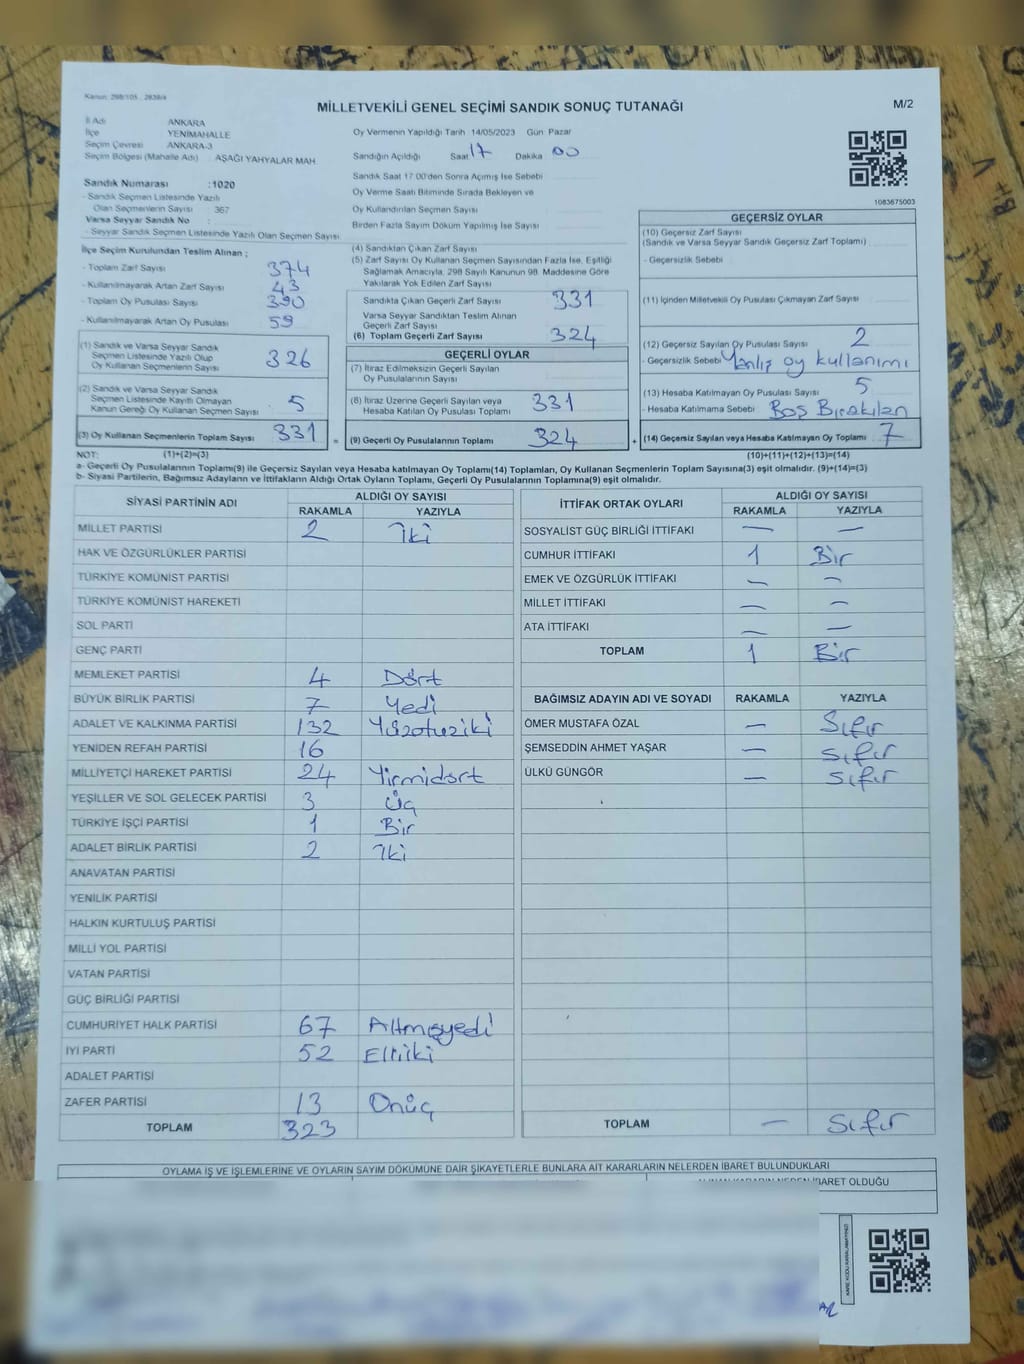 Kanun: 298/105 , 2839/4
MİLLETVEKİLİ GENEL SEÇİMİ SANDIK SONUÇ TUTANAĞI
M/2
İl Adı ANKARA
İlçe YENİMAHALLE
Seçim Çevresi ANKARA-3
Seçim Bölgesi (Mahalle Adı) AŞAĞI YAHYALAR MAH.
Oy Vermenin Yapıldığı Tarih 14/05/2023 Gün Pazar
Sandığın Açıldığı Saat 17 Dakika 00
Sandık Saat 17:00'den Sonra Açımış İse Sebebi
Oy Verme Saati Bitiminde Sırada Bekleyen ve
Oy Kullandırılan Seçmen Sayısı
Birden Fazla Sayım Döküm Yapılmış İse Sayısı
1083675003
Sandık Numarası :1020
- Sandık Seçmen Listesinde Yazılı
Olan Seçmenlerin Sayısı 367
Varsa Seyyar Sandık No :
- Seyyar Sandık Seçmen Listesinde Yazılı Olan Seçmen Sayısı
İlçe Seçim Kurulundan Teslim Alınan ;
- Toplam Zarf Sayısı 374
- Kullanılmayarak Artan Zarf Sayısı 43
- Toplam Oy Pusulası Sayısı 390
- Kullanılmayarak Artan Oy Pusulası 59
(1) Sandık ve Varsa Seyyar Sandık
Seçmen Listesinde Yazılı Olup
Oy Kullanan Seçmenlerin Sayısı 326
(2) Sandık ve Varsa Seyyar Sandık
Seçmen Listesinde Kayıtlı Olmayan
Kanun Gereği Oy Kullanan Seçmen Sayısı 5
(3) Oy Kullanan Seçmenlerin Toplam Sayısı 331 =
(4) Sandıktan Çıkan Zarf Sayısı
(5) Zarf Sayısı Oy Kullanan Seçmen Sayısından Fazla İse, Eşitliği
Sağlamak Amacıyla, 298 Sayılı Kanunun 98. Maddesine Göre
Yakılarak Yok Edilen Zarf Sayısı
Sandıkta Çıkan Geçerli Zarf Sayısı 331
Varsa Seyyar Sandıktan Teslim Alınan
Geçerli Zarf Sayısı
(6) Toplam Geçerli Zarf Sayısı 324
GEÇERLİ OYLAR
(7) İtiraz Edilmeksizin Geçerli Sayılan
Oy Pusulalarının Sayısı
(8) İtiraz Üzerine Geçerli Sayılan veya
Hesaba Katılan Oy Pusulası Toplamı 331
(9) Geçerli Oy Pusulalarının Toplamı 324 +
GEÇERSİZ OYLAR
(10) Geçersiz Zarf Sayısı
(Sandık ve Varsa Seyyar Sandık Geçersiz Zarf Toplamı)
- Geçersizlik Sebebi
(11) İçinden Milletvekili Oy Pusulası Çıkmayan Zarf Sayısı
(12) Geçersiz Sayılan Oy Pusulası Sayısı 2
- Geçersizlik Sebebi Yanlış oy kullanımı
(13) Hesaba Katılmayan Oy Pusulası Sayısı 5
- Hesaba Katılmama Sebebi Boş Bırakılan
(14) Geçersiz Sayılan veya Hesaba Katılmayan Oy Toplamı 7
NOT: (1)+(2)=(3) (10)+(11)+(12)+(13)=(14)
a- Geçerli Oy Pusulalarının Toplamı(9) ile Geçersiz Sayılan veya Hesaba katılmayan Oy Toplamı(14) Toplamları, Oy Kullanan Seçmenlerin Toplam Sayısına(3) eşit olmalıdır. (9)+(14)=(3)
b- Siyasi Partilerin, Bağımsız Adayların ve İttifakların Aldığı Ortak Oyların Toplamı, Geçerli Oy Pusulalarının Toplamına(9) eşit olmalıdır.
SİYASİ PARTİNİN ADI ALDIĞI OY SAYISI
RAKAMLA YAZIYLA
MİLLET PARTİSİ 2 İki
HAK VE ÖZGÜRLÜKLER PARTİSİ
TÜRKİYE KOMÜNİST PARTİSİ
TÜRKİYE KOMÜNİST HAREKETİ
SOL PARTİ
GENÇ PARTİ
MEMLEKET PARTİSİ 4 Dört
BÜYÜK BİRLİK PARTİSİ 7 Yedi
ADALET VE KALKINMA PARTİSİ 132 Yüzotuziki
YENİDEN REFAH PARTİSİ 16
MİLLİYETÇİ HAREKET PARTİSİ 24 Yirmidört
YEŞİLLER VE SOL GELECEK PARTİSİ 3 Üç
TÜRKİYE İŞÇİ PARTİSİ 1 Bir
ADALET BİRLİK PARTİSİ 2 İki
ANAVATAN PARTİSİ
YENİLİK PARTİSİ
HALKIN KURTULUŞ PARTİSİ
MİLLİ YOL PARTİSİ
VATAN PARTİSİ
GÜÇ BİRLİĞİ PARTİSİ
CUMHURİYET HALK PARTİSİ 67 Altmışyedi
İYİ PARTİ 52 Elliiki
ADALET PARTİSİ
ZAFER PARTİSİ 13 Onüç
TOPLAM 323
İTTİFAK ORTAK OYLARI ALDIĞI OY SAYISI
RAKAMLA YAZIYLA
SOSYALİST GÜÇ BİRLİĞİ İTTİFAKI — —
CUMHUR İTTİFAKI 1 Bir
EMEK VE ÖZGÜRLÜK İTTİFAKI — —
MİLLET İTTİFAKI — —
ATA İTTİFAKI — —
TOPLAM 1 Bir
BAĞIMSIZ ADAYIN ADI VE SOYADI RAKAMLA YAZIYLA
ÖMER MUSTAFA ÖZAL — Sıfır
ŞEMSEDDİN AHMET YAŞAR — Sıfır
ÜLKÜ GÜNGÖR — Sıfır
TOPLAM — Sıfır
OYLAMA İŞ VE İŞLEMLERİNE VE OYLARIN SAYIM DÖKÜMÜNE DAİR ŞİKAYETLERLE BUNLARA AİT KARARLARIN NELERDEN İBARET BULUNDUKLARI
İBARET OLDUĞU